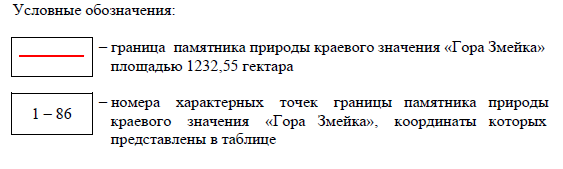 Условные обозначения:
– граница памятника природы краевого значения «Гора Змейка»
площадью 1232,55 гектара
1 – 86
– номера характерных точек границы памятника природы
краевого значения «Гора Змейка», координаты которых
представлены в таблице